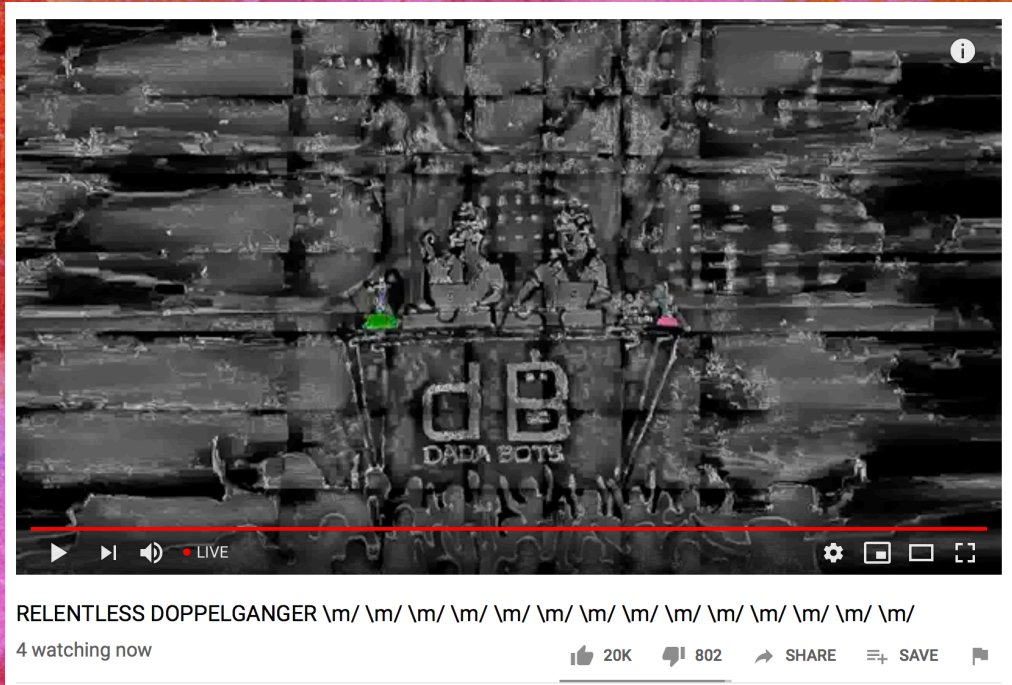 dB
DADA BOTS
LIVE
RELENTLESS DOPPELGANGER \m/ \m/ \m/ \m/ \m/ \m/ \m/ \m/ \m/ \m/ \m/ \m/ \m/ \m/
4 watching now
20K
802
SHARE
SAVE